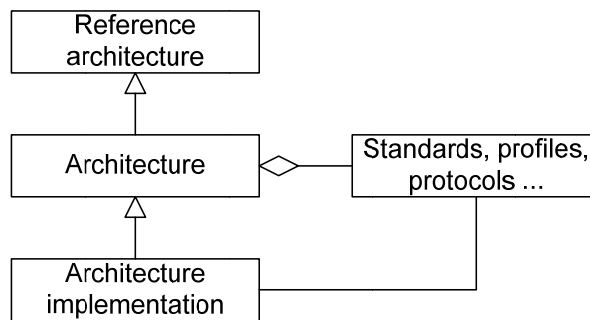 Reference
architecture
Architecture
Standards, profiles,
protocols ...
Architecture
implementation